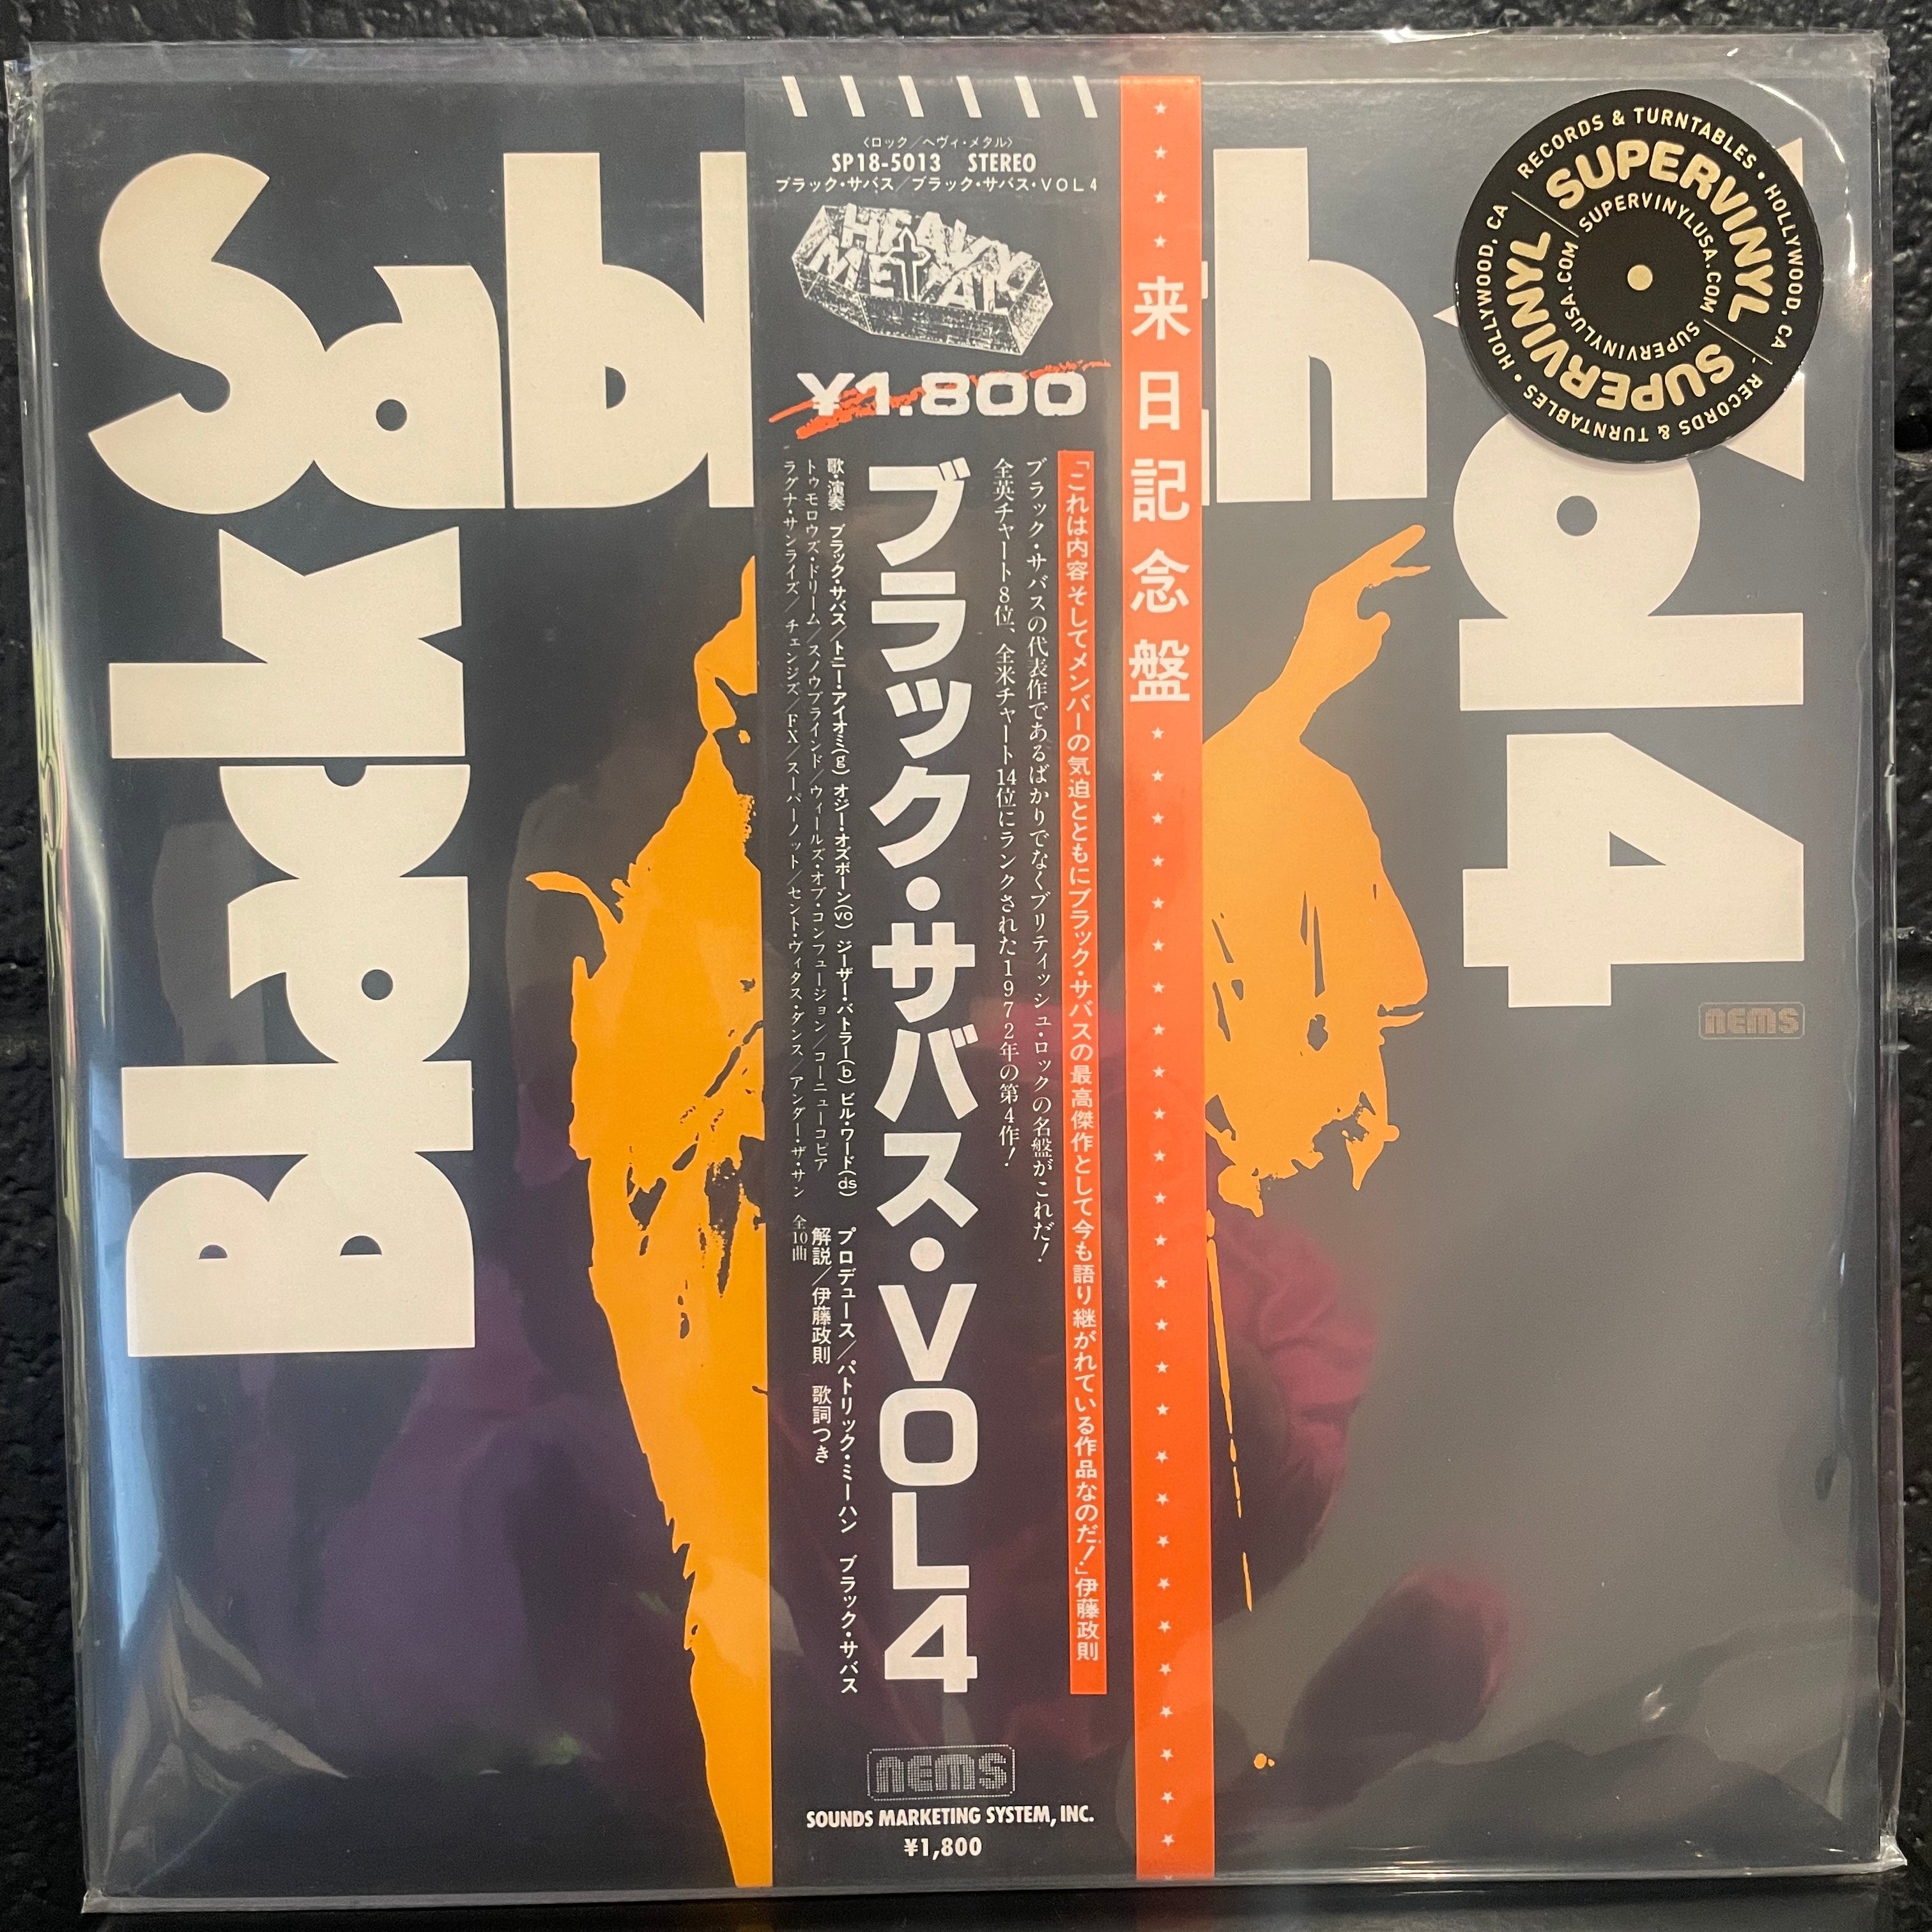 Black
Sabb
h
Vol 4
nems
〈ロック/ヘヴィ・メタル〉
SP18-5013 STEREO
ブラック・サバス/ブラック・サバス・VOL4
HEAVY
METAL
¥1.800
来日記念盤
「これは内容そしてメンバーの気迫とともにブラック・サバスの最高傑作として今も語り継がれている作品なのだ!」伊藤政則
ブラック・サバスの代表作であるばかりでなくブリティッシュ・ロックの名盤がこれだ!
全英チャート8位、全米チャート14位にランクされた1972年の第4作!
ブラック・サバス・VOL4
歌・演奏 ブラック・サバス/トニー・アイオミ(g) オジー・オズボーン(vo) ジーザー・バトラー(b) ビル・ワード(ds) プロデュース/パトリック・ミーハン ブラック・サバス
トゥモロウズ・ドリーム/スノウブラインド/ウィールズ・オブ・コンフュージョン/コーニューコピア 解説/伊藤政則 歌詞つき
ラグナ・サンライズ/チェンジズ/FX/スーパーノット/セント・ヴィタス・ダンス/アンダー・ザ・サン 全10曲
nems
SOUNDS MARKETING SYSTEM, INC.
¥1,800
RECORDS & TURNTABLES • HOLLYWOOD, CA
SUPERVINYL
SUPERVINYLUSA.COM
RECORDS & TURNTABLES • HOLLYWOOD, CA
SUPERVINYL
SUPERVINYLUSA.COM
SUPERVINYL